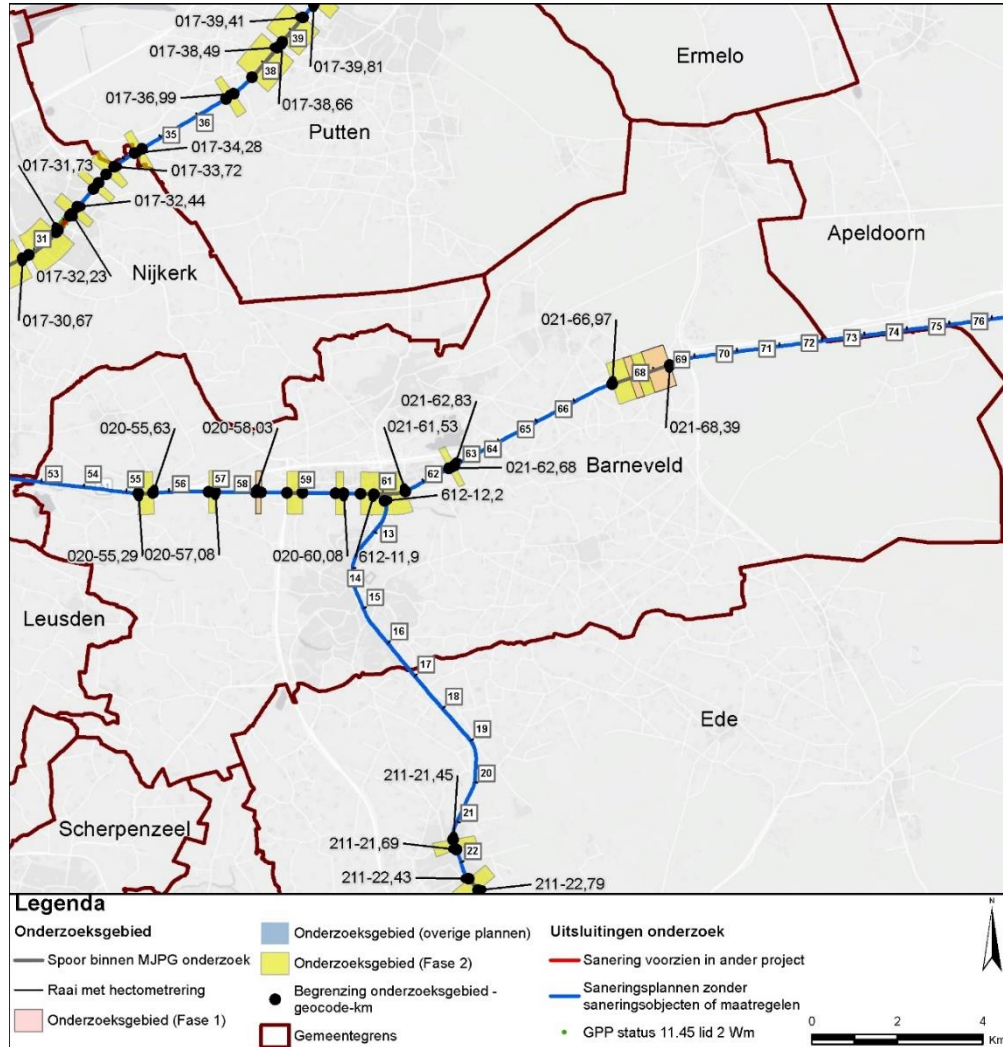 017-39,41
Ermelo
017-38,49
39
38
017-39,81
017-36,99
017-38,66
36
Putten
35
017-34,28
017-31,73
017-33,72
017-32,44
31
Apeldoorn
017-32,23
Nijkerk
017-30,67
021-66,97
76
75
74
73
72
71
70
69
68
66
65
020-55,63
020-58,03
021-62,83
021-61,53
64
63
021-68,39
53
54
55
56
57
58
59
61
62
021-62,68
Barneveld
612-12,2
13
020-55,29
020-57,08
020-60,08
612-11,9
14
15
Leusden
16
17
18
Ede
19
20
211-21,45
21
Scherpenzeel
211-21,69
22
211-22,43
211-22,79
Legenda
Onderzoeksgebied
Spoor binnen MJPG onderzoek
Raai met hectometrering
Onderzoeksgebied (Fase 1)
Onderzoeksgebied (overige plannen)
Onderzoeksgebied (Fase 2)
Begrenzing onderzoeksgebied -
geocode-km
Gemeentegrens
Uitsluitingen onderzoek
Sanering voorzien in ander project
Saneringsplannen zonder
saneringsobjecten of maatregelen
GPP status 11.45 lid 2 Wm
N
0 2 4
Km